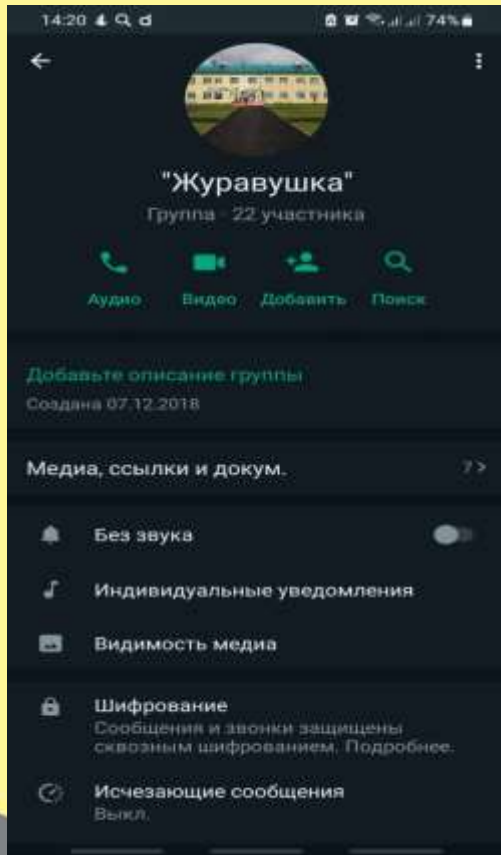 14:20 74%
"Журавушка"
Группа · 22 участника
Аудио Видео Добавить Поиск
Добавьте описание группы
Создана 07.12.2018
Медиа, ссылки и докум. 7 >
Без звука
Индивидуальные уведомления
Видимость медиа
Шифрование
Сообщения и звонки защищены
сквозным шифрованием. Подробнее.
Исчезающие сообщения
Выкл.